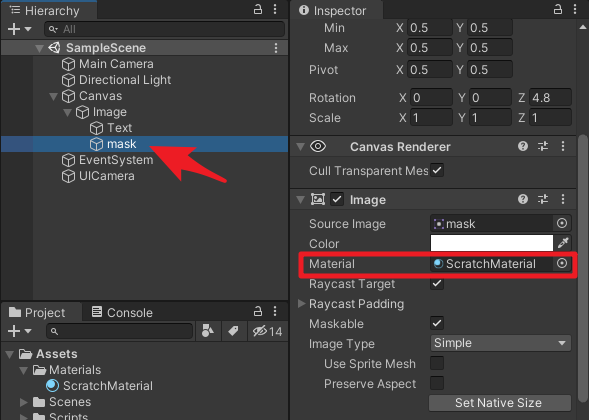 Hierarchy
All
SampleScene
Main Camera
Directional Light
Canvas
Image
Text
mask
EventSystem
UICamera
Project
Console
14
Assets
Materials
ScratchMaterial
Scenes
Scripts
Inspector
Min X 0.5 Y 0.5
Max X 0.5 Y 0.5
Pivot X 0.5 Y 0.5
Rotation X 0 Y 0 Z 4.8
Scale X 1 Y 1 Z 1
Canvas Renderer
Cull Transparent Mes
Image
Source Image mask
Color
Material ScratchMaterial
Raycast Target
Raycast Padding
Maskable
Image Type Simple
Use Sprite Mesh
Preserve Aspect
Set Native Size